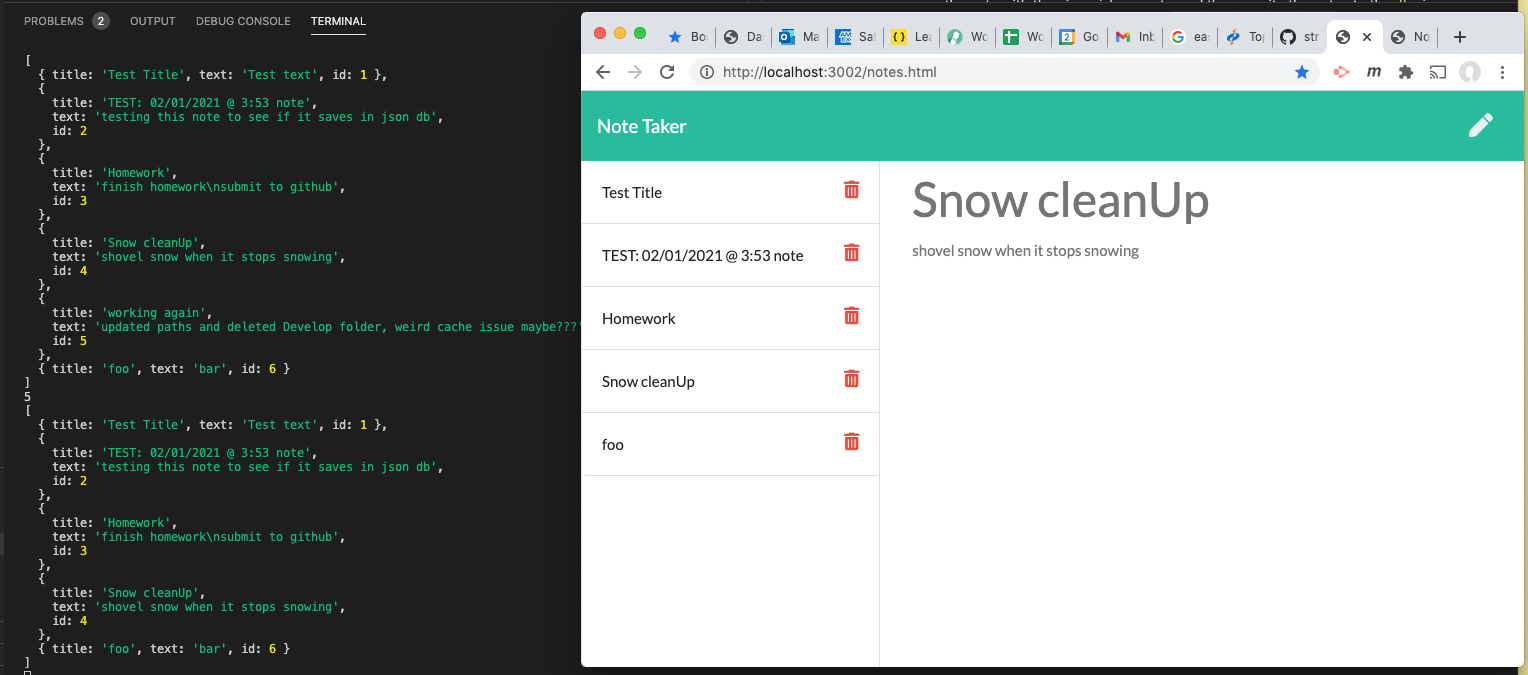 PROBLEMS 2 OUTPUT DEBUG CONSOLE TERMINAL
[
{ title: 'Test Title', text: 'Test text', id: 1 },
{
title: 'TEST: 02/01/2021 @ 3:53 note',
text: 'testing this note to see if it saves in json db',
id: 2
},
{
title: 'Homework',
text: 'finish homework\nsubmit to github',
id: 3
},
{
title: 'Snow cleanUp',
text: 'shovel snow when it stops snowing',
id: 4
},
{
title: 'working again',
text: 'updated paths and deleted Develop folder, weird cache issue maybe???'
id: 5
},
{ title: 'foo', text: 'bar', id: 6 }
]
5
[
{ title: 'Test Title', text: 'Test text', id: 1 },
{
title: 'TEST: 02/01/2021 @ 3:53 note',
text: 'testing this note to see if it saves in json db',
id: 2
},
{
title: 'Homework',
text: 'finish homework\nsubmit to github',
id: 3
},
{
title: 'Snow cleanUp',
text: 'shovel snow when it stops snowing',
id: 4
},
{ title: 'foo', text: 'bar', id: 6 }
]
Bo Da Ma Saf Lea Wo Wo Go Inb eas Top str No
http://localhost:3002/notes.html
Note Taker
Test Title
TEST: 02/01/2021 @ 3:53 note
Homework
Snow cleanUp
foo
Snow cleanUp
shovel snow when it stops snowing